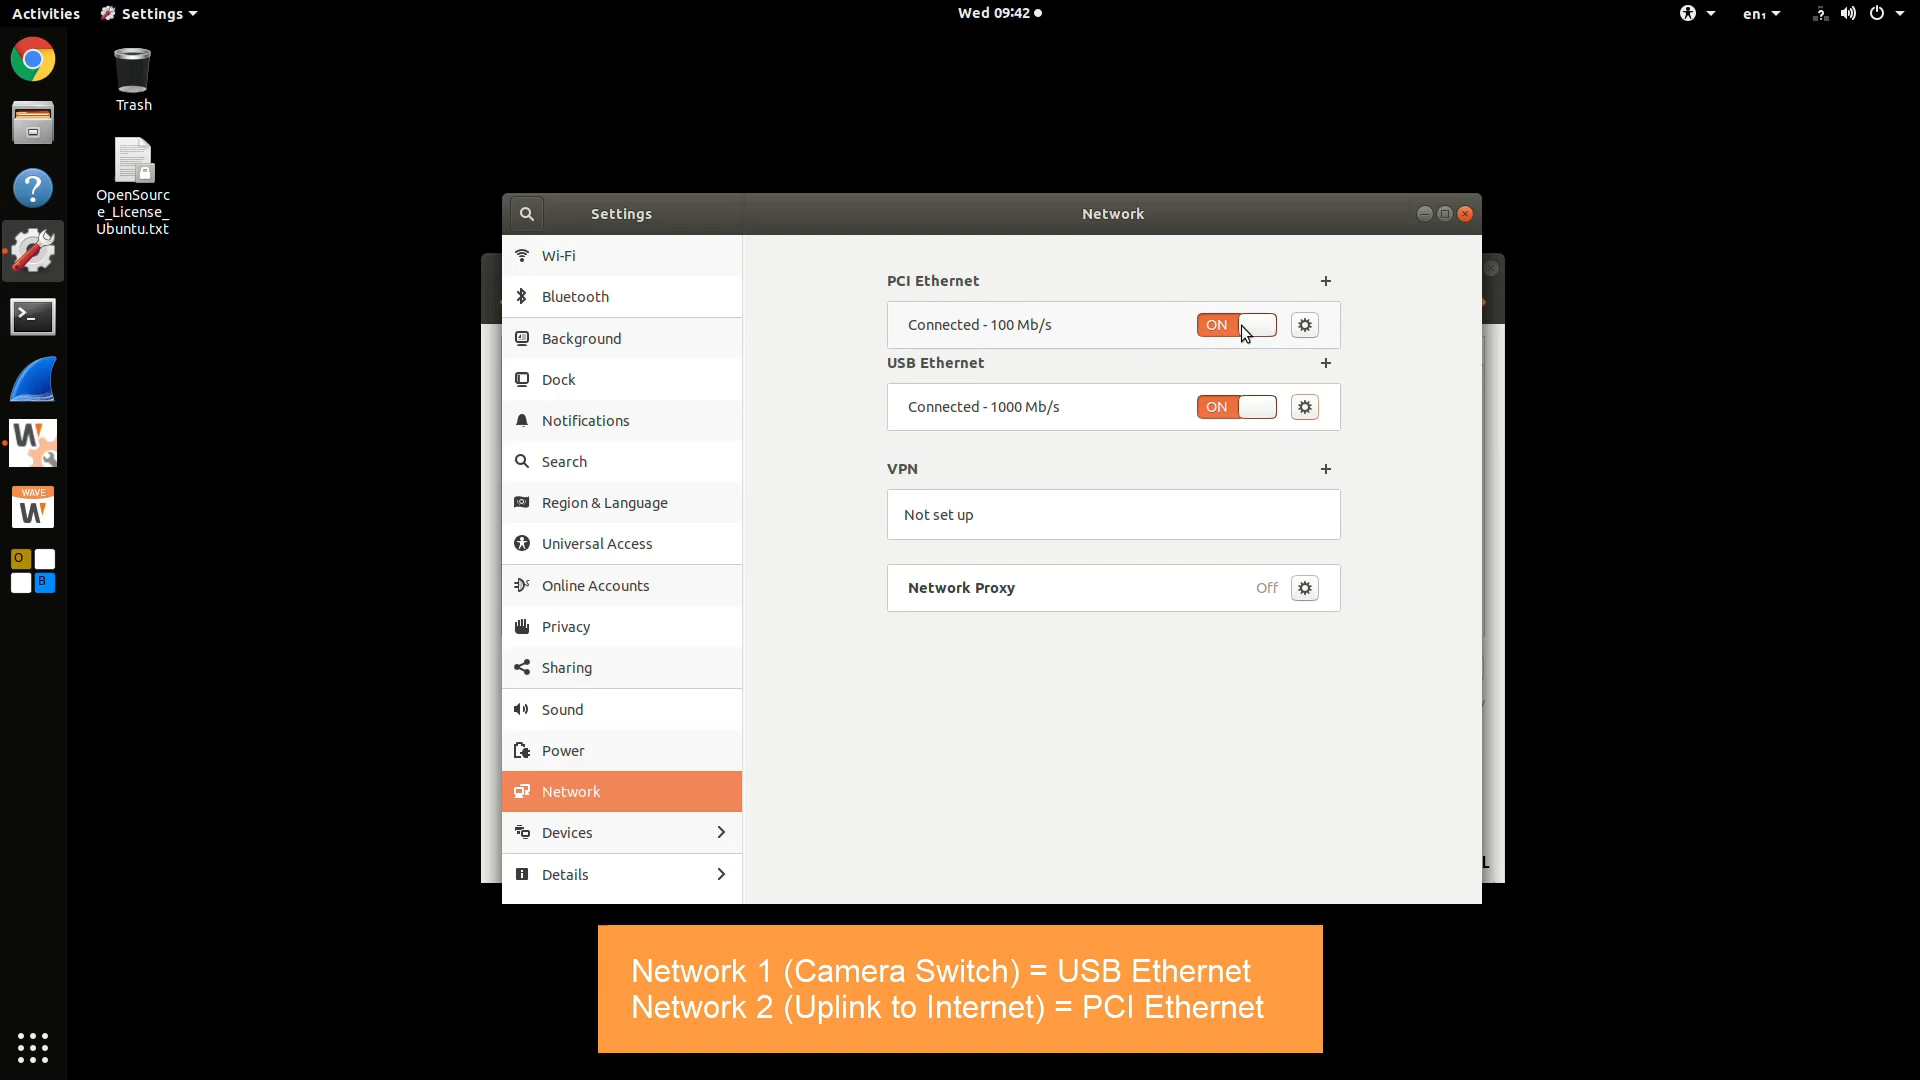 Activities
Settings
Wed 09:42
en₁
?
Trash
OpenSourc
e_License_
Ubuntu.txt
Settings
Network
Wi-Fi
Bluetooth
Background
Dock
Notifications
Search
Region & Language
Universal Access
Online Accounts
Privacy
Sharing
Sound
Power
Network
Devices
Details
PCI Ethernet
Connected - 100 Mb/s
ON
USB Ethernet
Connected - 1000 Mb/s
ON
VPN
Not set up
Network Proxy
Off
?
>_
W
WAVE
W
O
B
L
Network 1 (Camera Switch) = USB Ethernet
Network 2 (Uplink to Internet) = PCI Ethernet